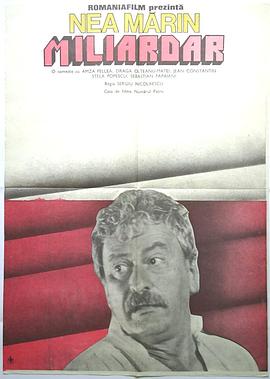 ROMANIAFILM prezintă
NEA MĂRIN
MILIARDAR
O comedie cu AMZA PELLEA, DRAGA OLTEANU-MATEI, JEAN CONSTANTIN
STELA POPESCU, SEBASTIAN PAPAIANI
Regia SERGIU NICOLAESCU
Casa de filme Numărul Patru